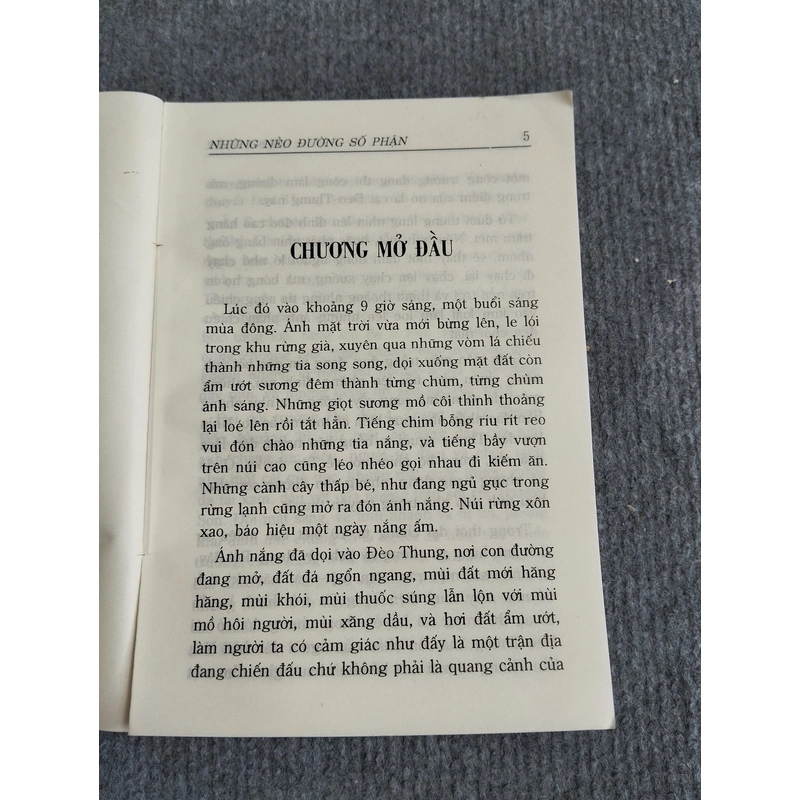 NHỮNG NẺO ĐƯỜNG SỐ PHẬN 5
CHƯƠNG MỞ ĐẦU
Lúc đó vào khoảng 9 giờ sáng, một buổi sáng
mùa đông. Ánh mặt trời vừa mới bừng lên, le lói
trong khu rừng già, xuyên qua những vòm lá chiếu
thành những tia song song, dọi xuống mặt đất còn
ẩm ướt sương đêm thành từng chùm, từng chùm
ánh sáng. Những giọt sương mồ côi thỉnh thoảng
lại loé lên rồi tắt hẳn. Tiếng chim bỗng ríu rít reo
vui đón chào những tia nắng, và tiếng bầy vượn
trên núi cao cũng léo nhéo gọi nhau đi kiếm ăn.
Những cành cây thấp bé, như đang ngủ gục trong
rừng lạnh cũng mở ra đón ánh nắng. Núi rừng xôn
xao, báo hiệu một ngày nắng ấm.
Ánh nắng đã dọi vào Đèo Thung, nơi con đường
đang mở, đất đá ngổn ngang, mùi đất mới hăng
hăng, mùi khói, mùi thuốc súng lẫn lộn với mùi
mồ hôi người, mùi xăng dầu, và hơi đất ẩm ướt,
làm người ta có cảm giác như đấy là một trận địa
đang chiến đấu chứ không phải là quang cảnh của